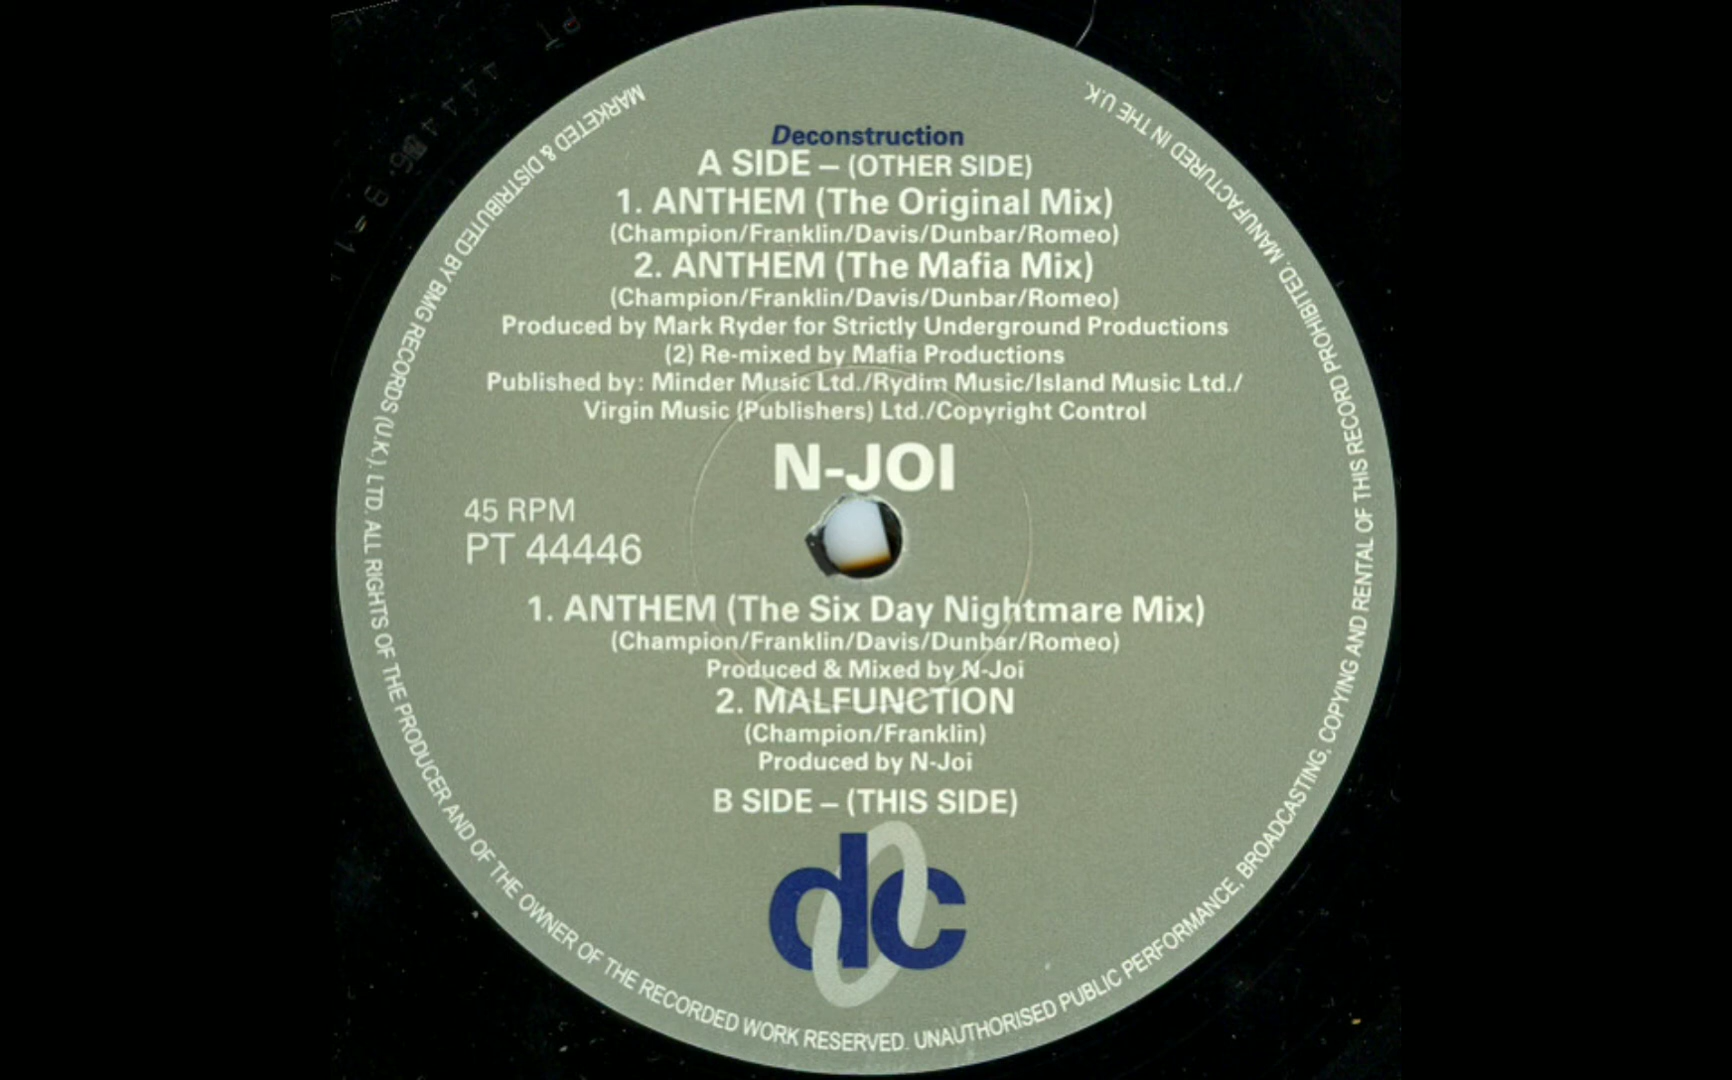 Deconstruction
A SIDE – (OTHER SIDE)
1. ANTHEM (The Original Mix)
(Champion/Franklin/Davis/Dunbar/Romeo)
2. ANTHEM (The Mafia Mix)
(Champion/Franklin/Davis/Dunbar/Romeo)
Produced by Mark Ryder for Strictly Underground Productions
(2) Re-mixed by Mafia Productions
Published by: Minder Music Ltd./Rydim Music/Island Music Ltd./
Virgin Music (Publishers) Ltd./Copyright Control
N-JOI
45 RPM
PT 44446
1. ANTHEM (The Six Day Nightmare Mix)
(Champion/Franklin/Davis/Dunbar/Romeo)
Produced & Mixed by N-Joi
2. MALFUNCTION
(Champion/Franklin)
Produced by N-Joi
B SIDE – (THIS SIDE)
dc
MARKETED & DISTRIBUTED BY BMG RECORDS (U.K.). LTD. ALL RIGHTS OF THE PRODUCER AND OF THE OWNER OF THE RECORDED WORK RESERVED. UNAUTHORISED PUBLIC PERFORMANCE, BROADCASTING, COPYING AND RENTAL OF THIS RECORD PROHIBITED. MANUFACTURED IN THE U.K.